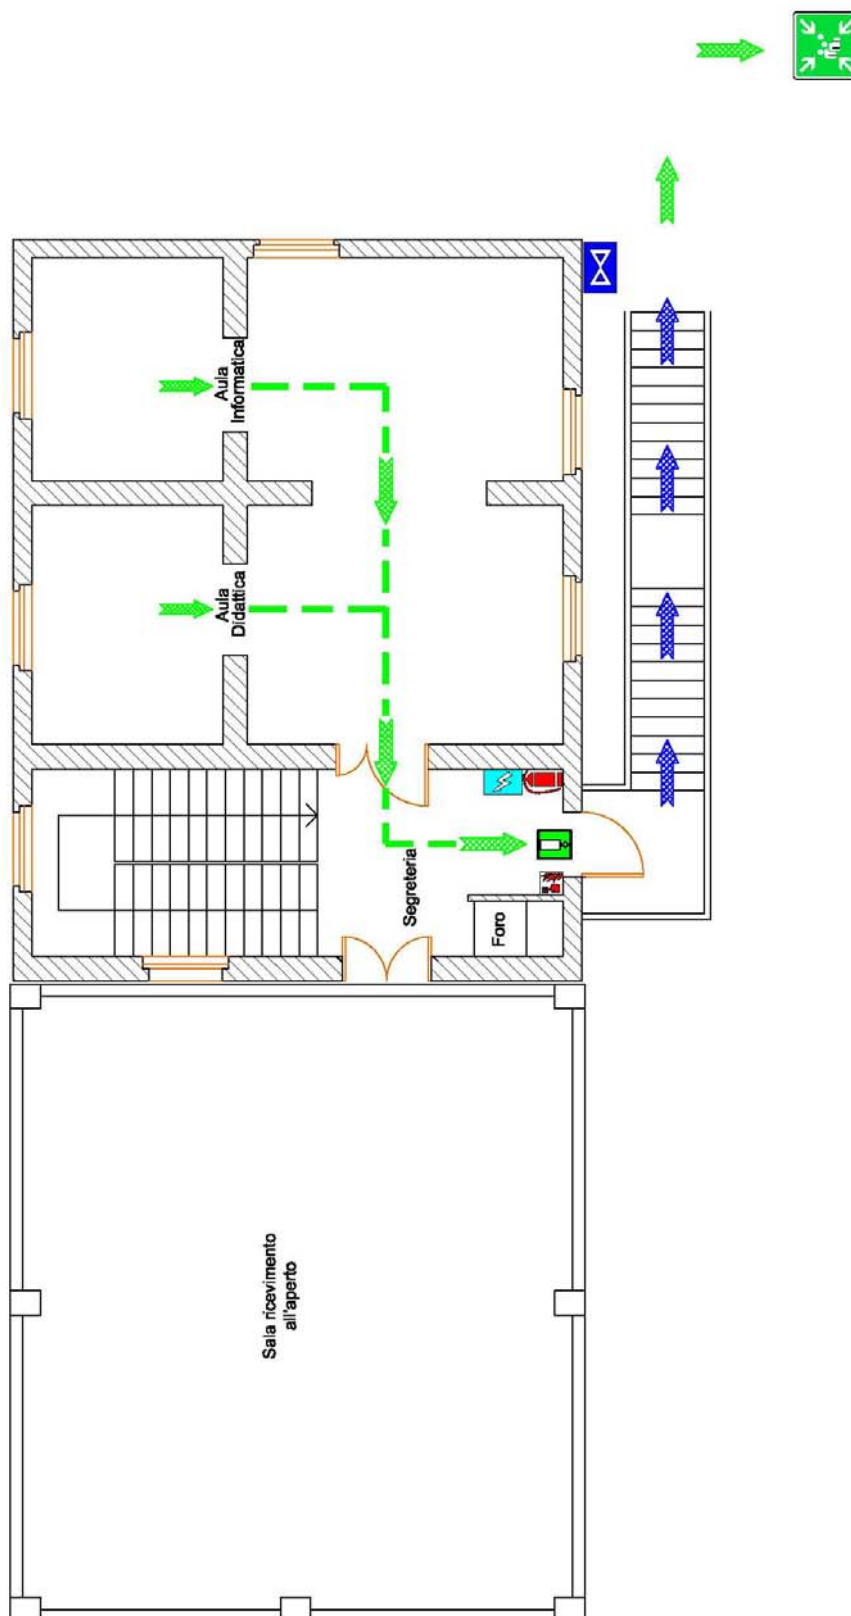 Aula
Informatica
Aula
Didattica
Segreteria
Foro
Sala ricevimento
all'aperto